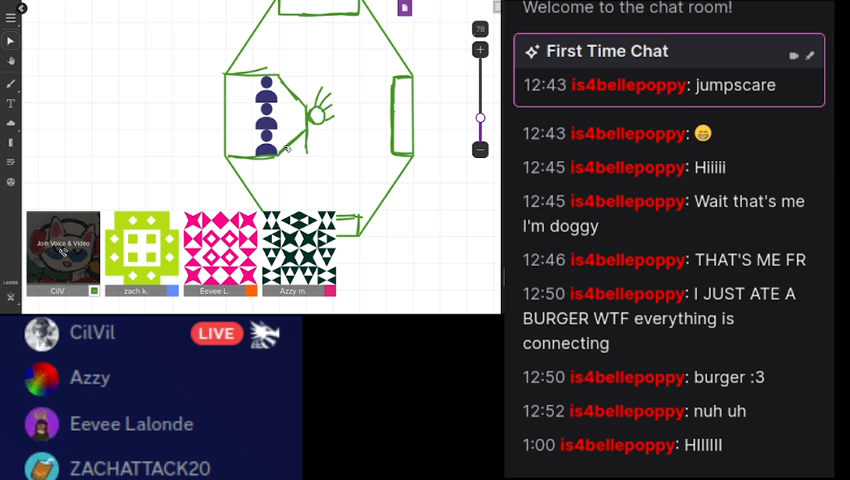 78
LAYERS
Join Voice & Video
CilV
zach k.
Eevee L.
Azzy m.
CilVil
LIVE
Azzy
Eevee Lalonde
ZACHATTACK20
Welcome to the chat room!
First Time Chat
12:43 is4bellepoppy: jumpscare
12:43 is4bellepoppy: 😁
12:45 is4bellepoppy: Hiiiii
12:45 is4bellepoppy: Wait that's me
I'm doggy
12:46 is4bellepoppy: THAT'S ME FR
12:50 is4bellepoppy: I JUST ATE A
BURGER WTF everything is
connecting
12:50 is4bellepoppy: burger :3
12:52 is4bellepoppy: nuh uh
1:00 is4bellepoppy: HIIIIII